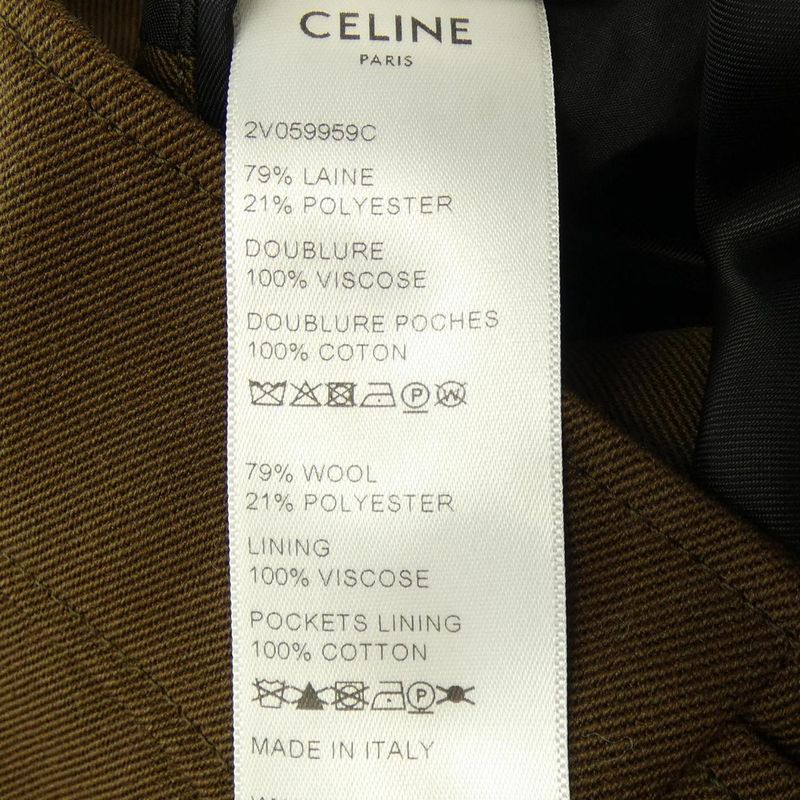 CELINE
PARIS
2V059959C
79% LAINE
21% POLYESTER
DOUBLURE
100% VISCOSE
DOUBLURE POCHES
100% COTON
P W
79% WOOL
21% POLYESTER
LINING
100% VISCOSE
POCKETS LINING
100% COTTON
P
MADE IN ITALY